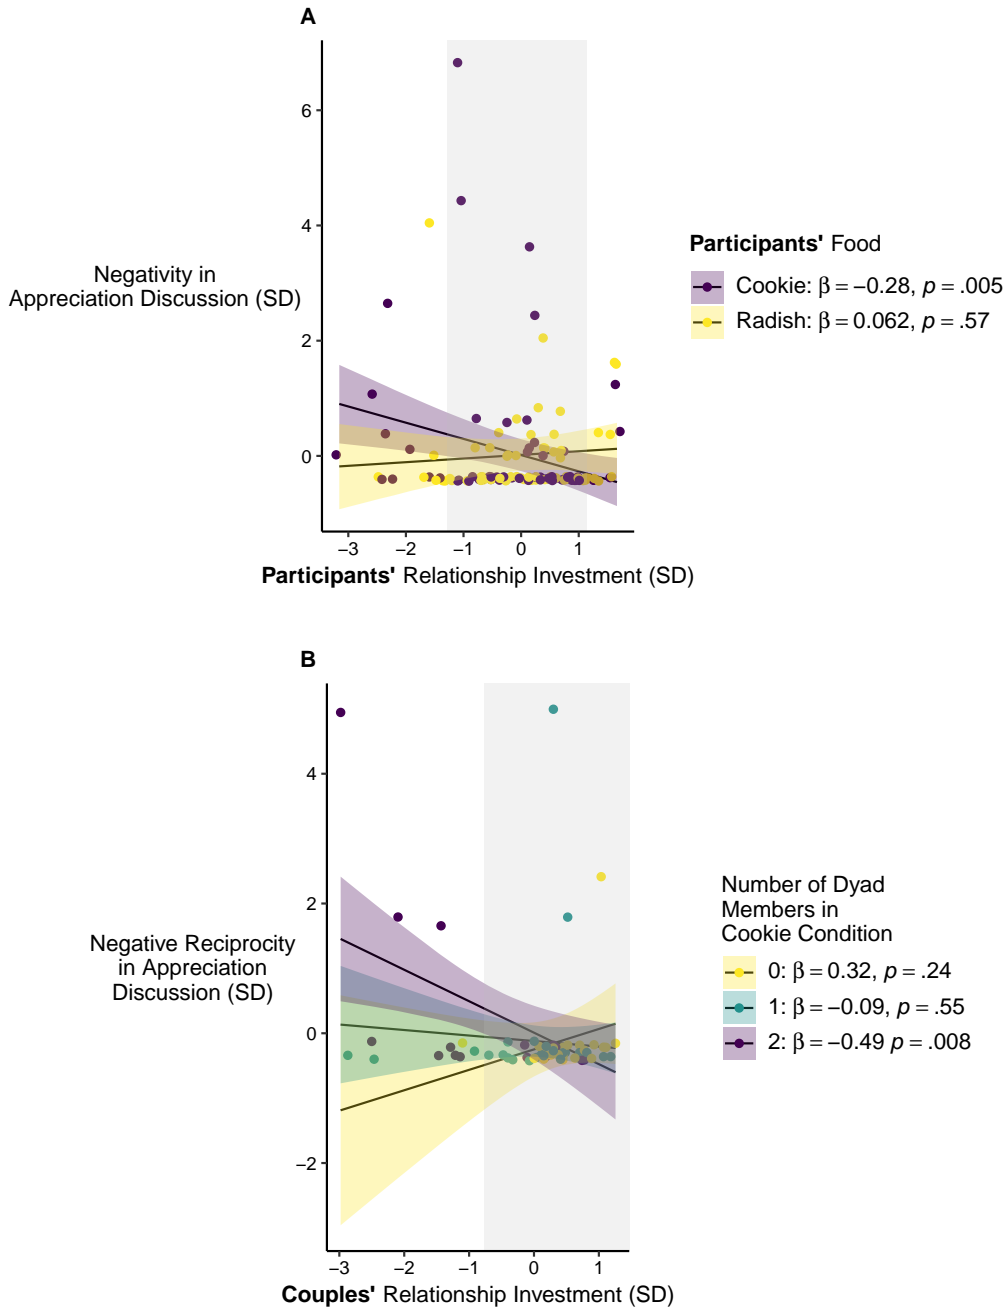 A
6
4
2
0
−3
−2
−1
0
1
Negativity in
Appreciation Discussion (SD)
Participants' Relationship Investment (SD)
Participants' Food
Cookie: β = −0.28, p = .005
Radish: β = 0.062, p = .57
B
4
2
0
−2
−3
−2
−1
0
1
Negative Reciprocity
in Appreciation
Discussion (SD)
Couples' Relationship Investment (SD)
Number of Dyad
Members in
Cookie Condition
0: β = 0.32, p = .24
1: β = −0.09, p = .55
2: β = −0.49 p = .008